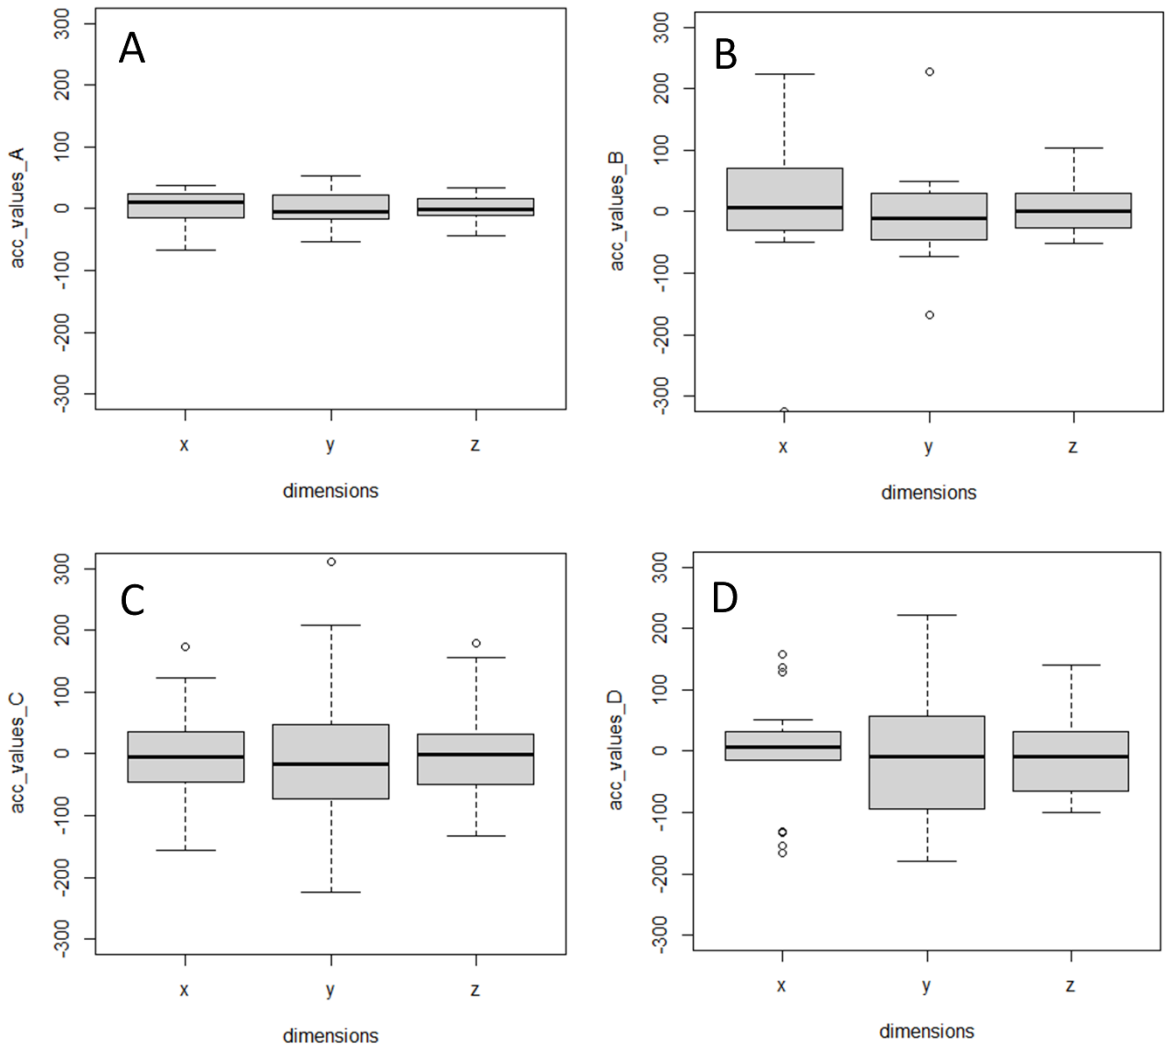 A
acc_values_A
300
200
100
0
-100
-200
-300
x y z
dimensions
B
acc_values_B
300
200
100
0
-100
-200
-300
x y z
dimensions
C
acc_values_C
300
200
100
0
-100
-200
-300
x y z
dimensions
D
acc_values_D
300
200
100
0
-100
-200
-300
x y z
dimensions